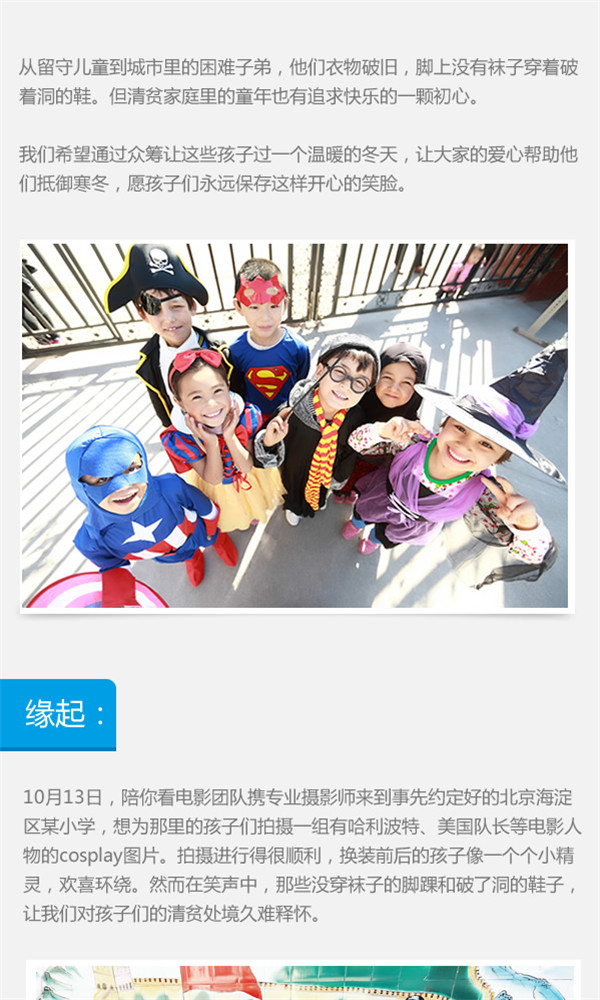 从留守儿童到城市里的困难子弟，他们衣物破旧，脚上没有袜子穿着破
着洞的鞋。但清贫家庭里的童年也有追求快乐的一颗初心。
我们希望通过众筹让这些孩子过一个温暖的冬天，让大家的爱心帮助他
们抵御寒冬，愿孩子们永远保存这样开心的笑脸。
缘起：
10月13日，陪你看电影团队携专业摄影师来到事先约定好的北京海淀
区某小学，想为那里的孩子们拍摄一组有哈利波特、美国队长等电影人
物的cosplay图片。拍摄进行得很顺利，换装前后的孩子像一个个小精
灵，欢喜环绕。然而在笑声中，那些没穿袜子的脚踝和破了洞的鞋子，
让我们对孩子们的清贫处境久难释怀。